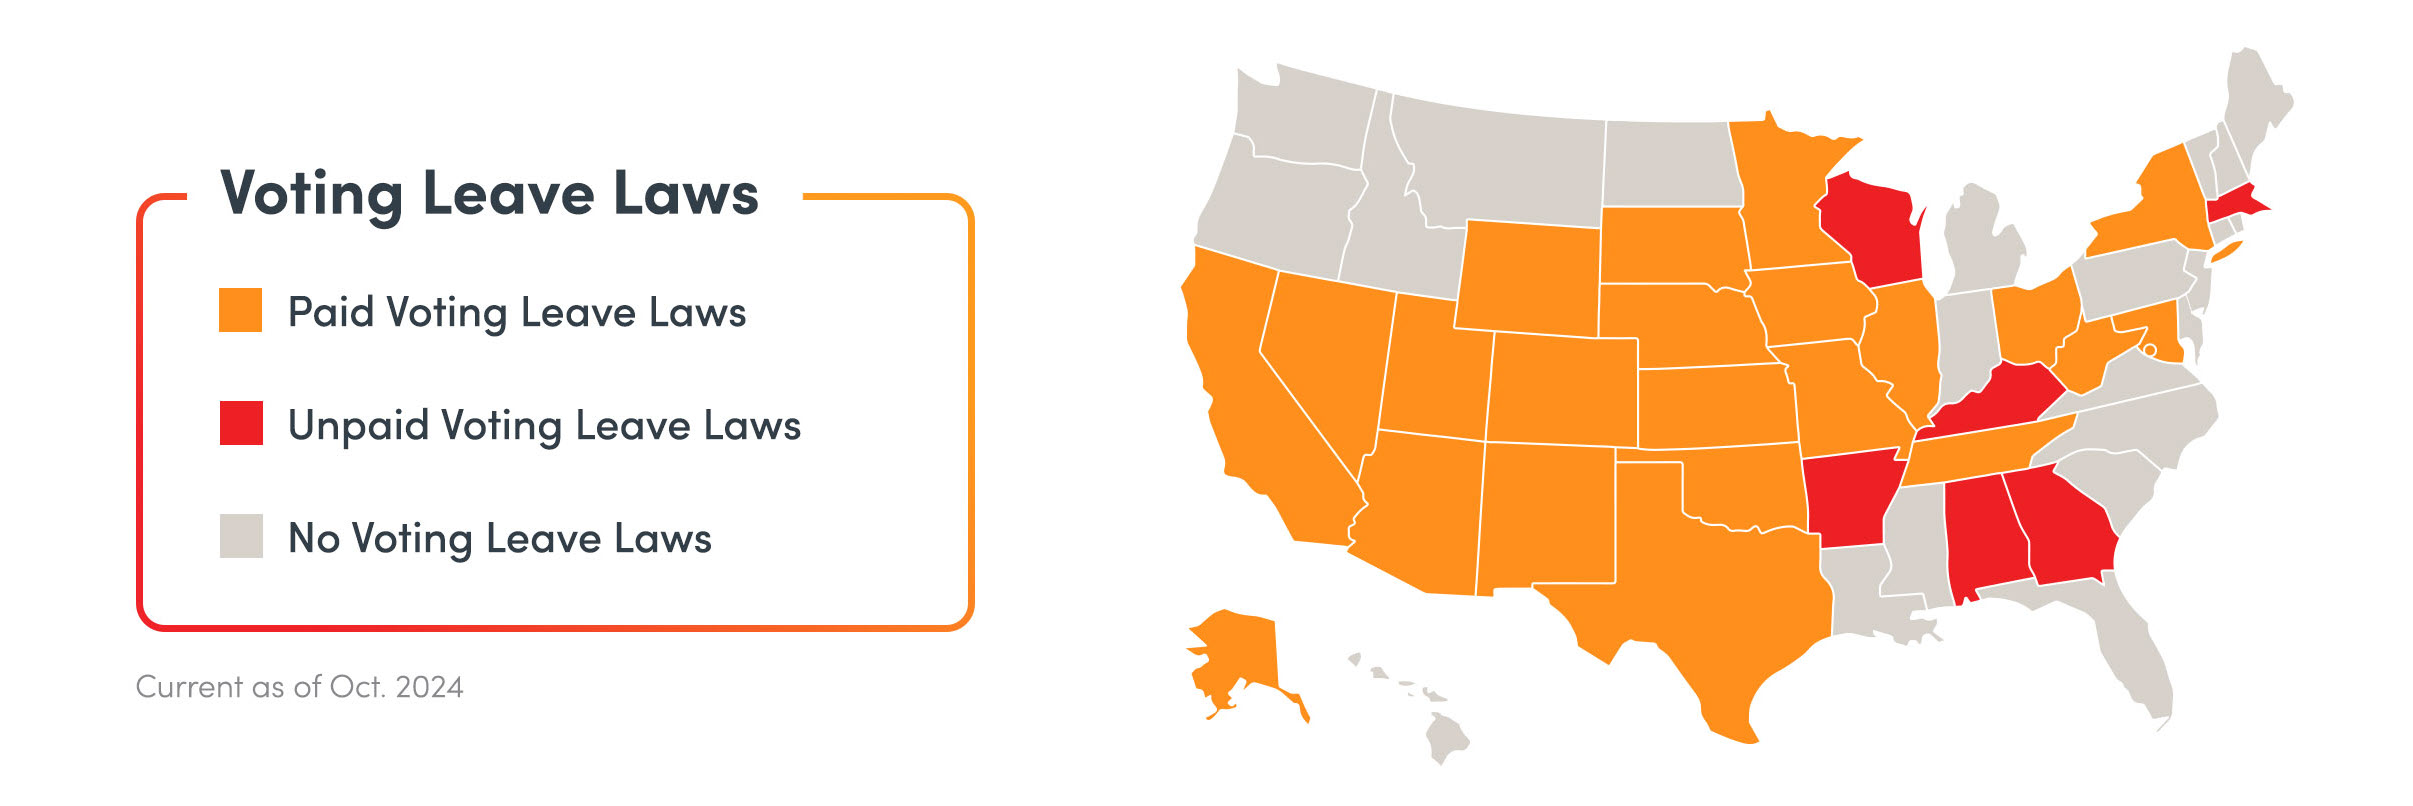 Voting Leave Laws
Paid Voting Leave Laws
Unpaid Voting Leave Laws
No Voting Leave Laws
Current as of Oct. 2024